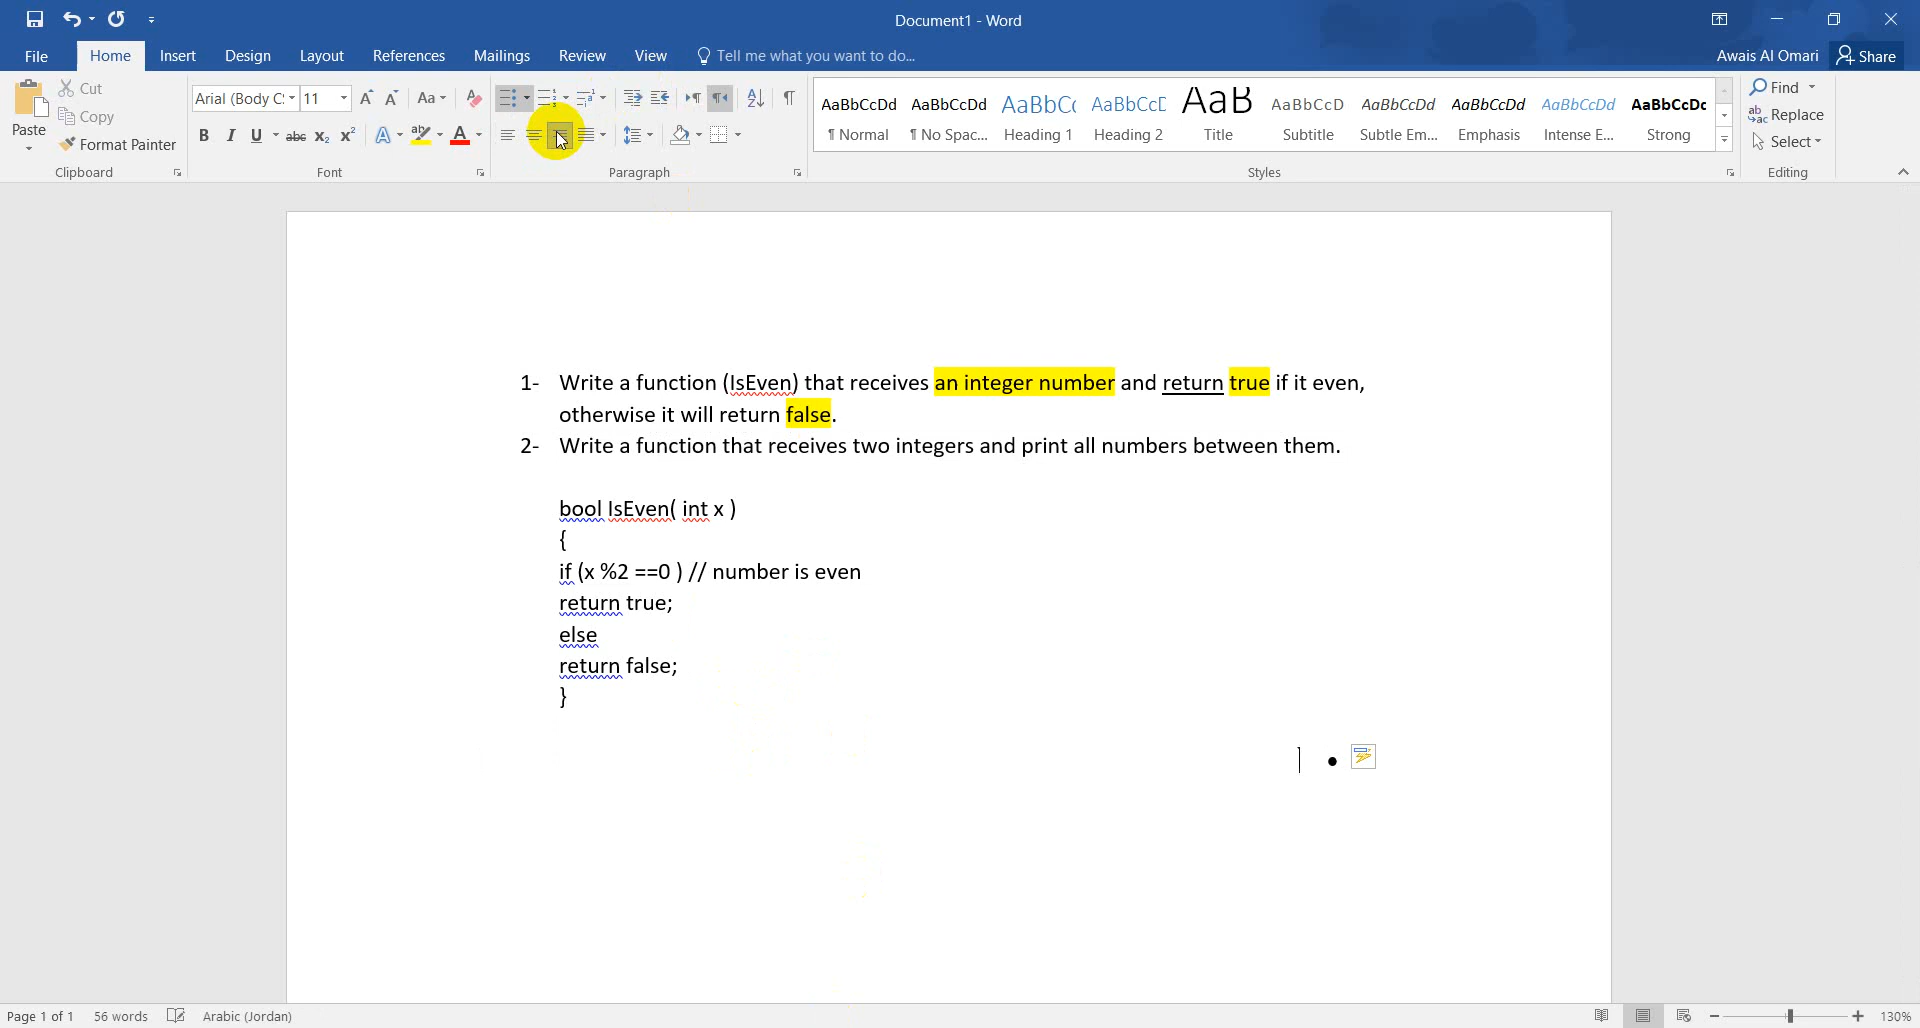 Document1 - Word
File Home Insert Design Layout References Mailings Review View Tell me what you want to do... Awais Al Omari Share
Paste Cut Copy Format Painter Clipboard
Arial (Body C 11 Aa
B I U abc X₂ X² A ab A Font
Paragraph
AaBbCcDd AaBbCcDd AaBbC AaBbCcC AaB AaBbCcD AaBbCcDd AaBbCcDd AaBbCcDd AaBbCcDc
¶ Normal ¶ No Spac... Heading 1 Heading 2 Title Subtitle Subtle Em... Emphasis Intense E... Strong
Styles
Find
Replace
Select
Editing
1- Write a function (IsEven) that receives an integer number and return true if it even,
otherwise it will return false.
2- Write a function that receives two integers and print all numbers between them.
bool IsEven( int x )
{
if (x %2 ==0 ) // number is even
return true;
else
return false;
}
Page 1 of 1 56 words Arabic (Jordan) 130%